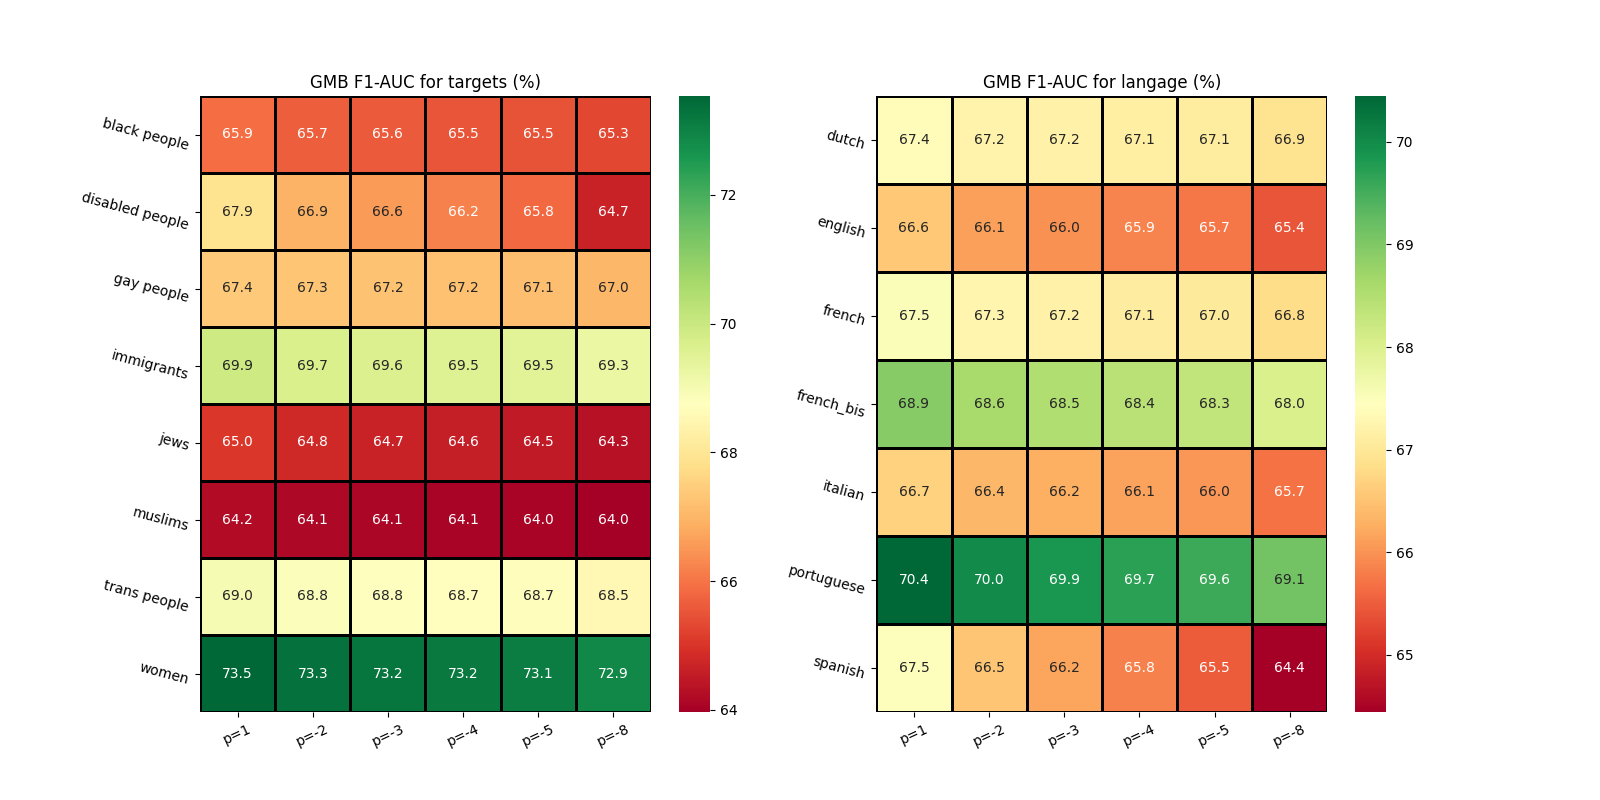 GMB F1-AUC for targets (%)
black people 65.9 65.7 65.6 65.5 65.5 65.3
disabled people 67.9 66.9 66.6 66.2 65.8 64.7
gay people 67.4 67.3 67.2 67.2 67.1 67.0
immigrants 69.9 69.7 69.6 69.5 69.5 69.3
jews 65.0 64.8 64.7 64.6 64.5 64.3
muslims 64.2 64.1 64.1 64.1 64.0 64.0
trans people 69.0 68.8 68.8 68.7 68.7 68.5
women 73.5 73.3 73.2 73.2 73.1 72.9
p=1 p=-2 p=-3 p=-4 p=-5 p=-8
72
70
68
66
64
GMB F1-AUC for langage (%)
dutch 67.4 67.2 67.2 67.1 67.1 66.9
english 66.6 66.1 66.0 65.9 65.7 65.4
french 67.5 67.3 67.2 67.1 67.0 66.8
french_bis 68.9 68.6 68.5 68.4 68.3 68.0
italian 66.7 66.4 66.2 66.1 66.0 65.7
portuguese 70.4 70.0 69.9 69.7 69.6 69.1
spanish 67.5 66.5 66.2 65.8 65.5 64.4
p=1 p=-2 p=-3 p=-4 p=-5 p=-8
70
69
68
67
66
65